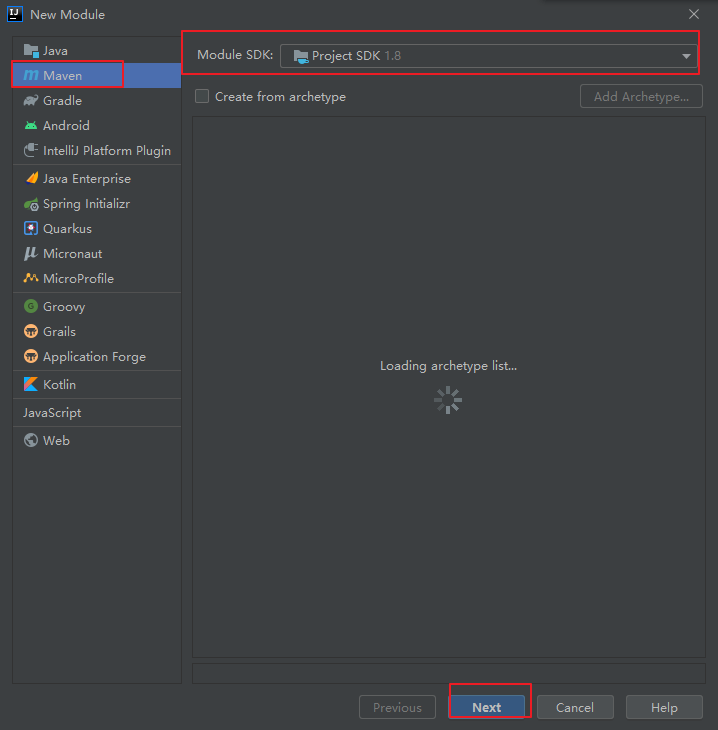 New Module
Java
Maven
Gradle
Android
IntelliJ Platform Plugin
Java Enterprise
Spring Initializr
Quarkus
Micronaut
MicroProfile
Groovy
Grails
Application Forge
Kotlin
JavaScript
Web
Module SDK: Project SDK 1.8
Create from archetype Add Archetype...
Loading archetype list...
Previous Next Cancel Help